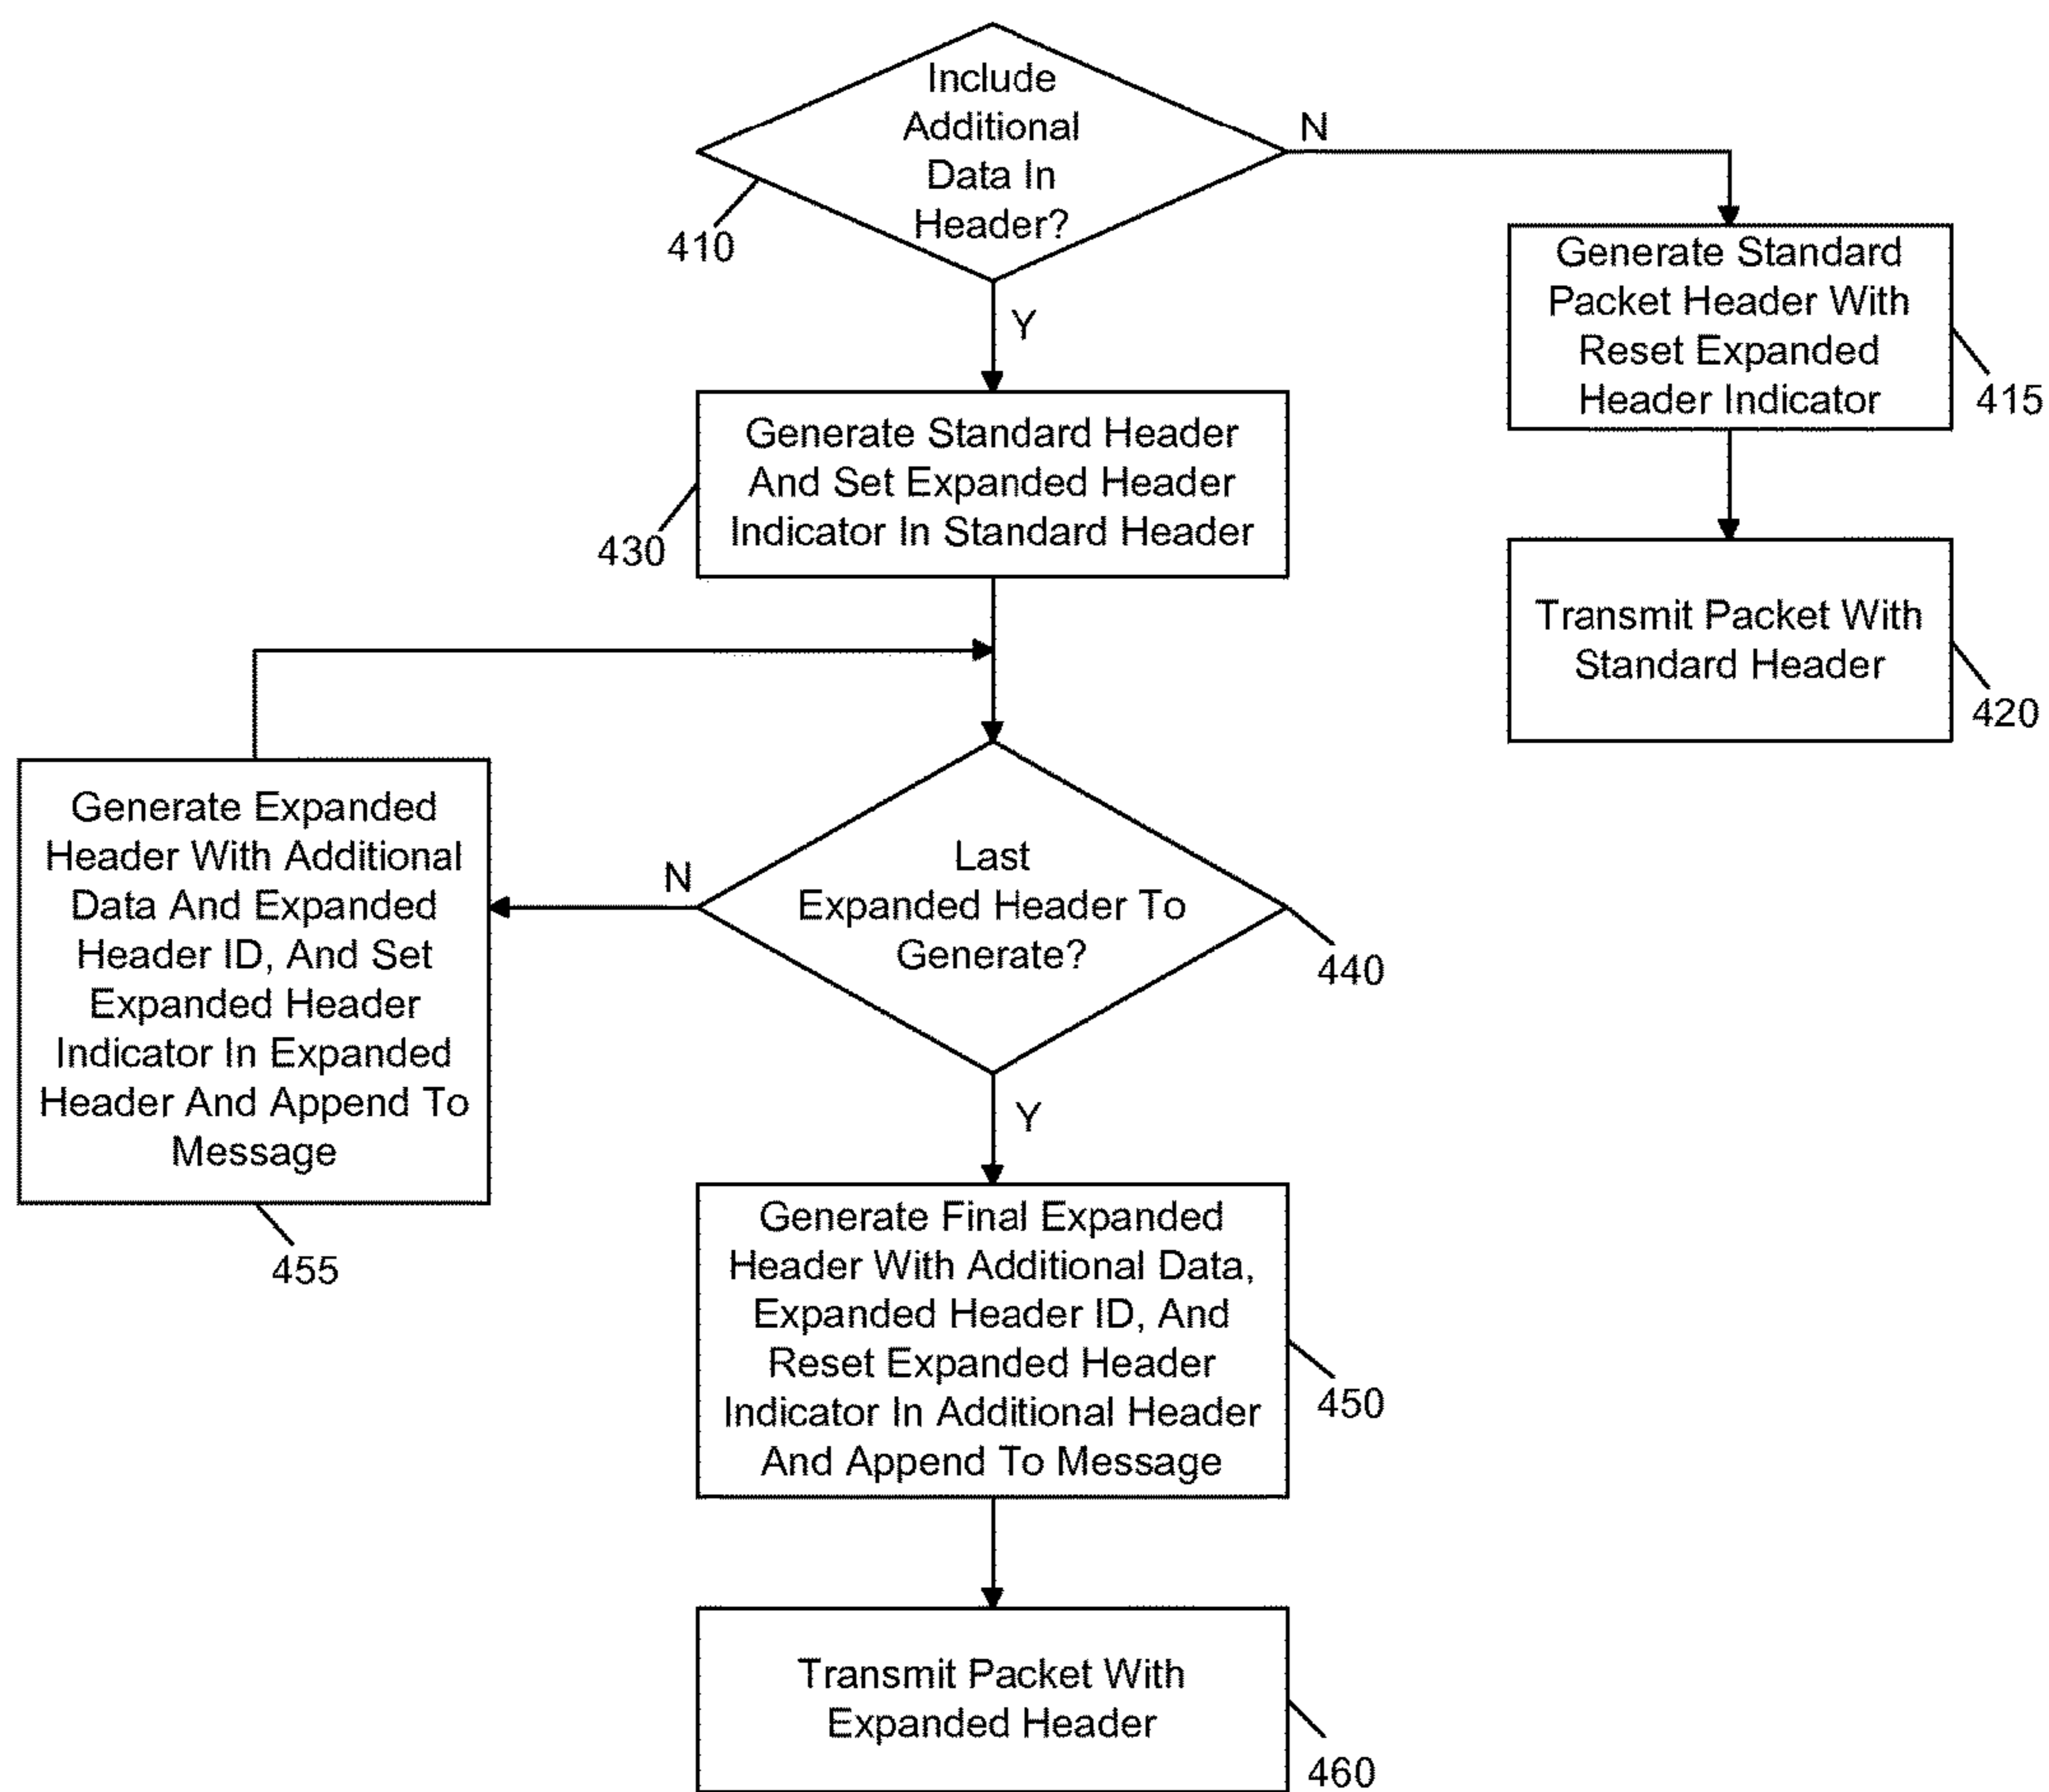 Include
Additional
Data In
Header?
410
N
Y
Generate Standard
Packet Header With
Reset Expanded
Header Indicator
415
Generate Standard Header
And Set Expanded Header
Indicator In Standard Header
430
Transmit Packet With
Standard Header
420
Generate Expanded
Header With Additional
Data And Expanded
Header ID, And Set
Expanded Header
Indicator In Expanded
Header And Append To
Message
455
N
Last
Expanded Header To
Generate?
440
Y
Generate Final Expanded
Header With Additional Data,
Expanded Header ID, And
Reset Expanded Header
Indicator In Additional Header
And Append To Message
450
Transmit Packet With
Expanded Header
460